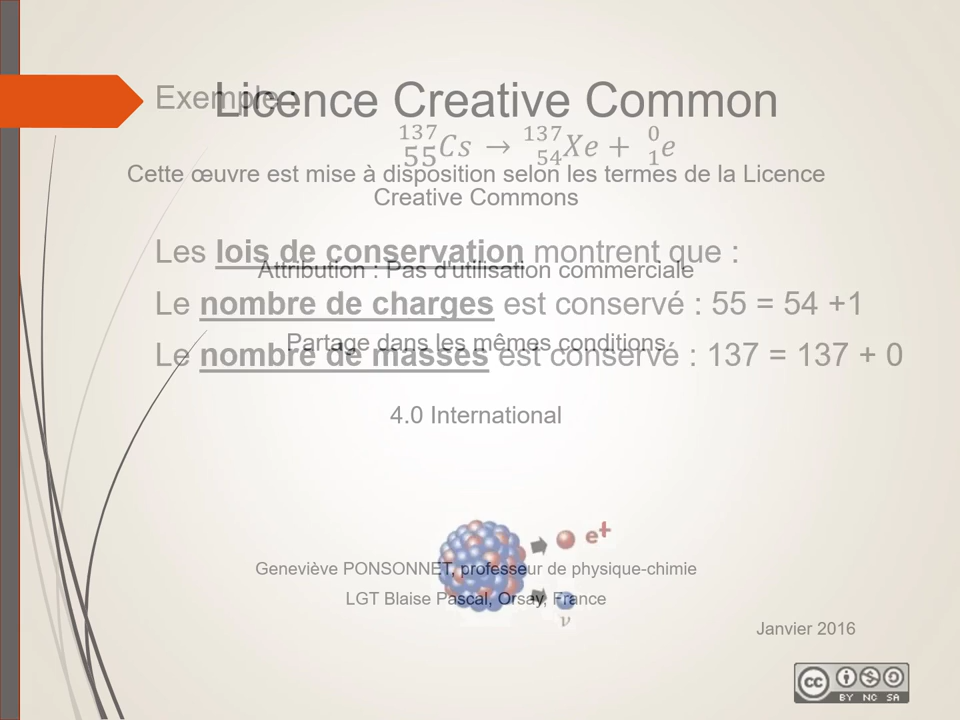 Exemple :
Licence Creative Common
¹³⁷₅₅Cs → ¹³⁷₅₄Xe + ⁰₁e
Cette œuvre est mise à disposition selon les termes de la Licence
Creative Commons
Les lois de conservation montrent que :
Attribution : Pas d'utilisation commerciale
Le nombre de charges est conservé : 55 = 54 +1
Partage dans les mêmes conditions
Le nombre de masses est conservé : 137 = 137 + 0
4.0 International
e+
Geneviève PONSONNET, professeur de physique-chimie
LGT Blaise Pascal, Orsay, France
ν
Janvier 2016
cc
BY NC SA